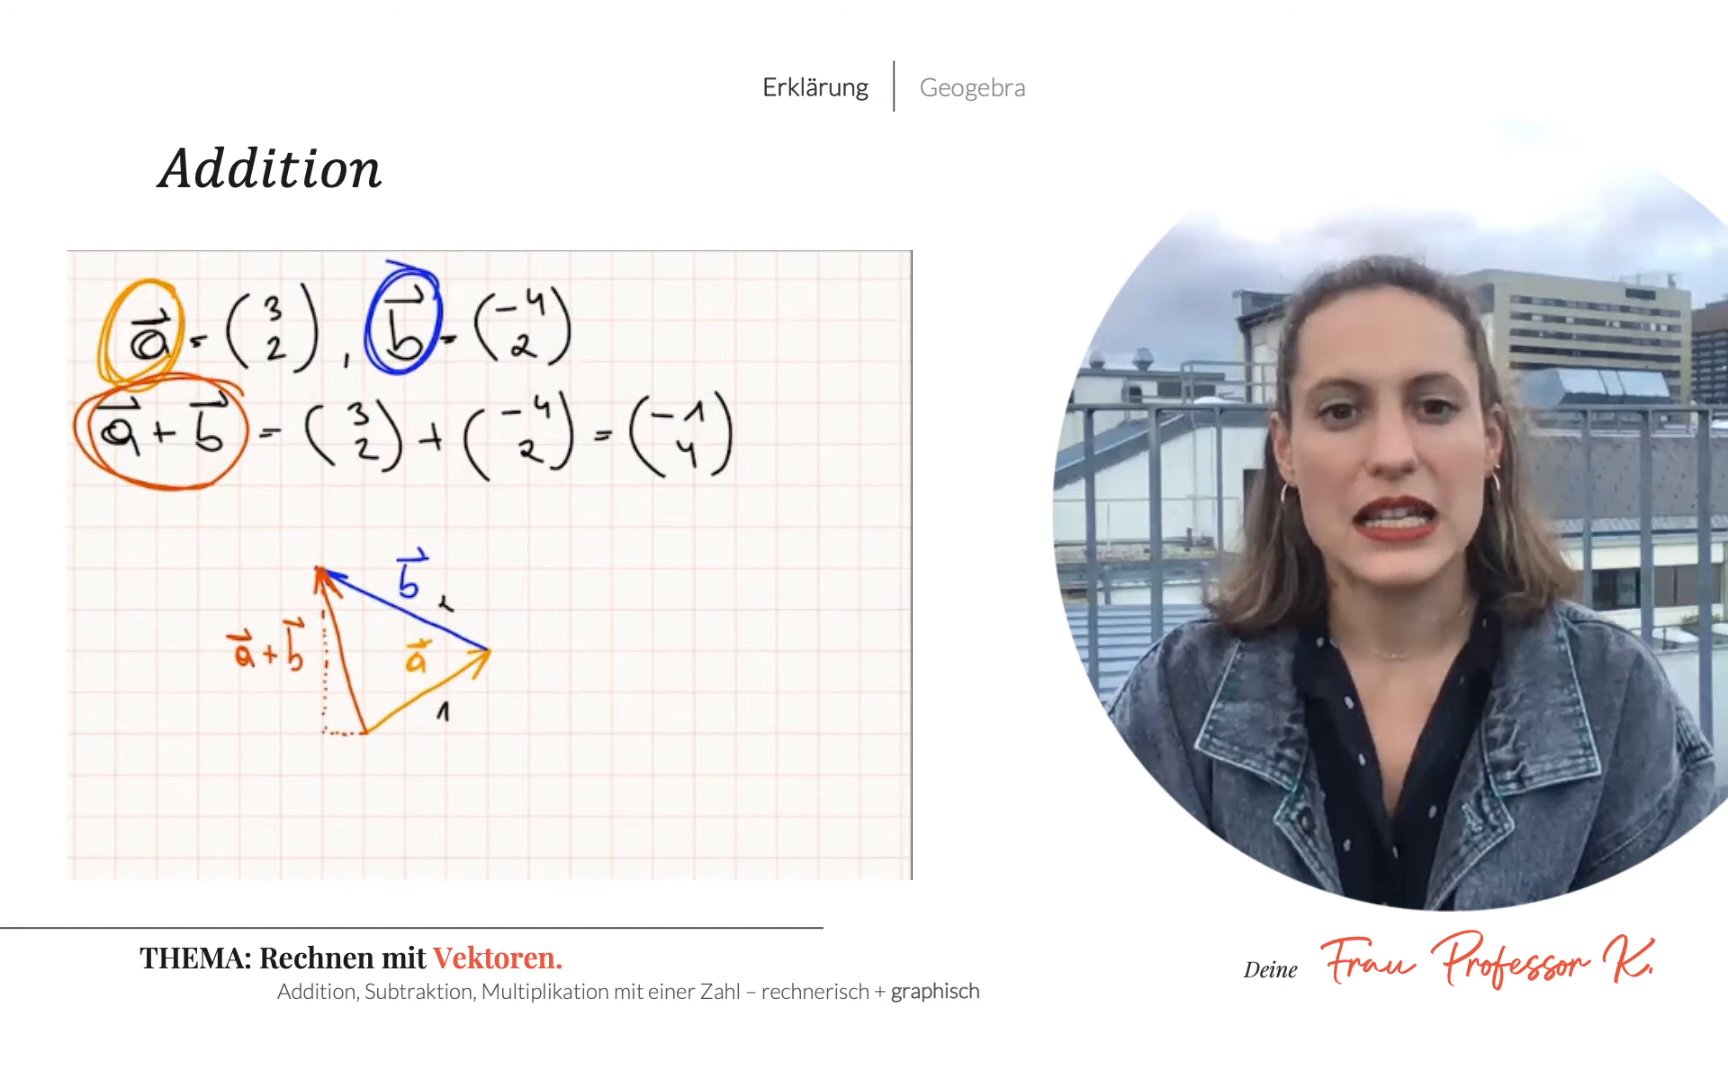 Erklärung | Geogebra
Addition
a⃗ = (3 2), b⃗ = (-4 2)
a⃗ + b⃗ = (3 2) + (-4 2) = (-1 4)
b⃗
2
a⃗ + b⃗
a⃗
1
THEMA: Rechnen mit Vektoren.
Addition, Subtraktion, Multiplikation mit einer Zahl – rechnerisch + graphisch
Deine Frau Professor K.